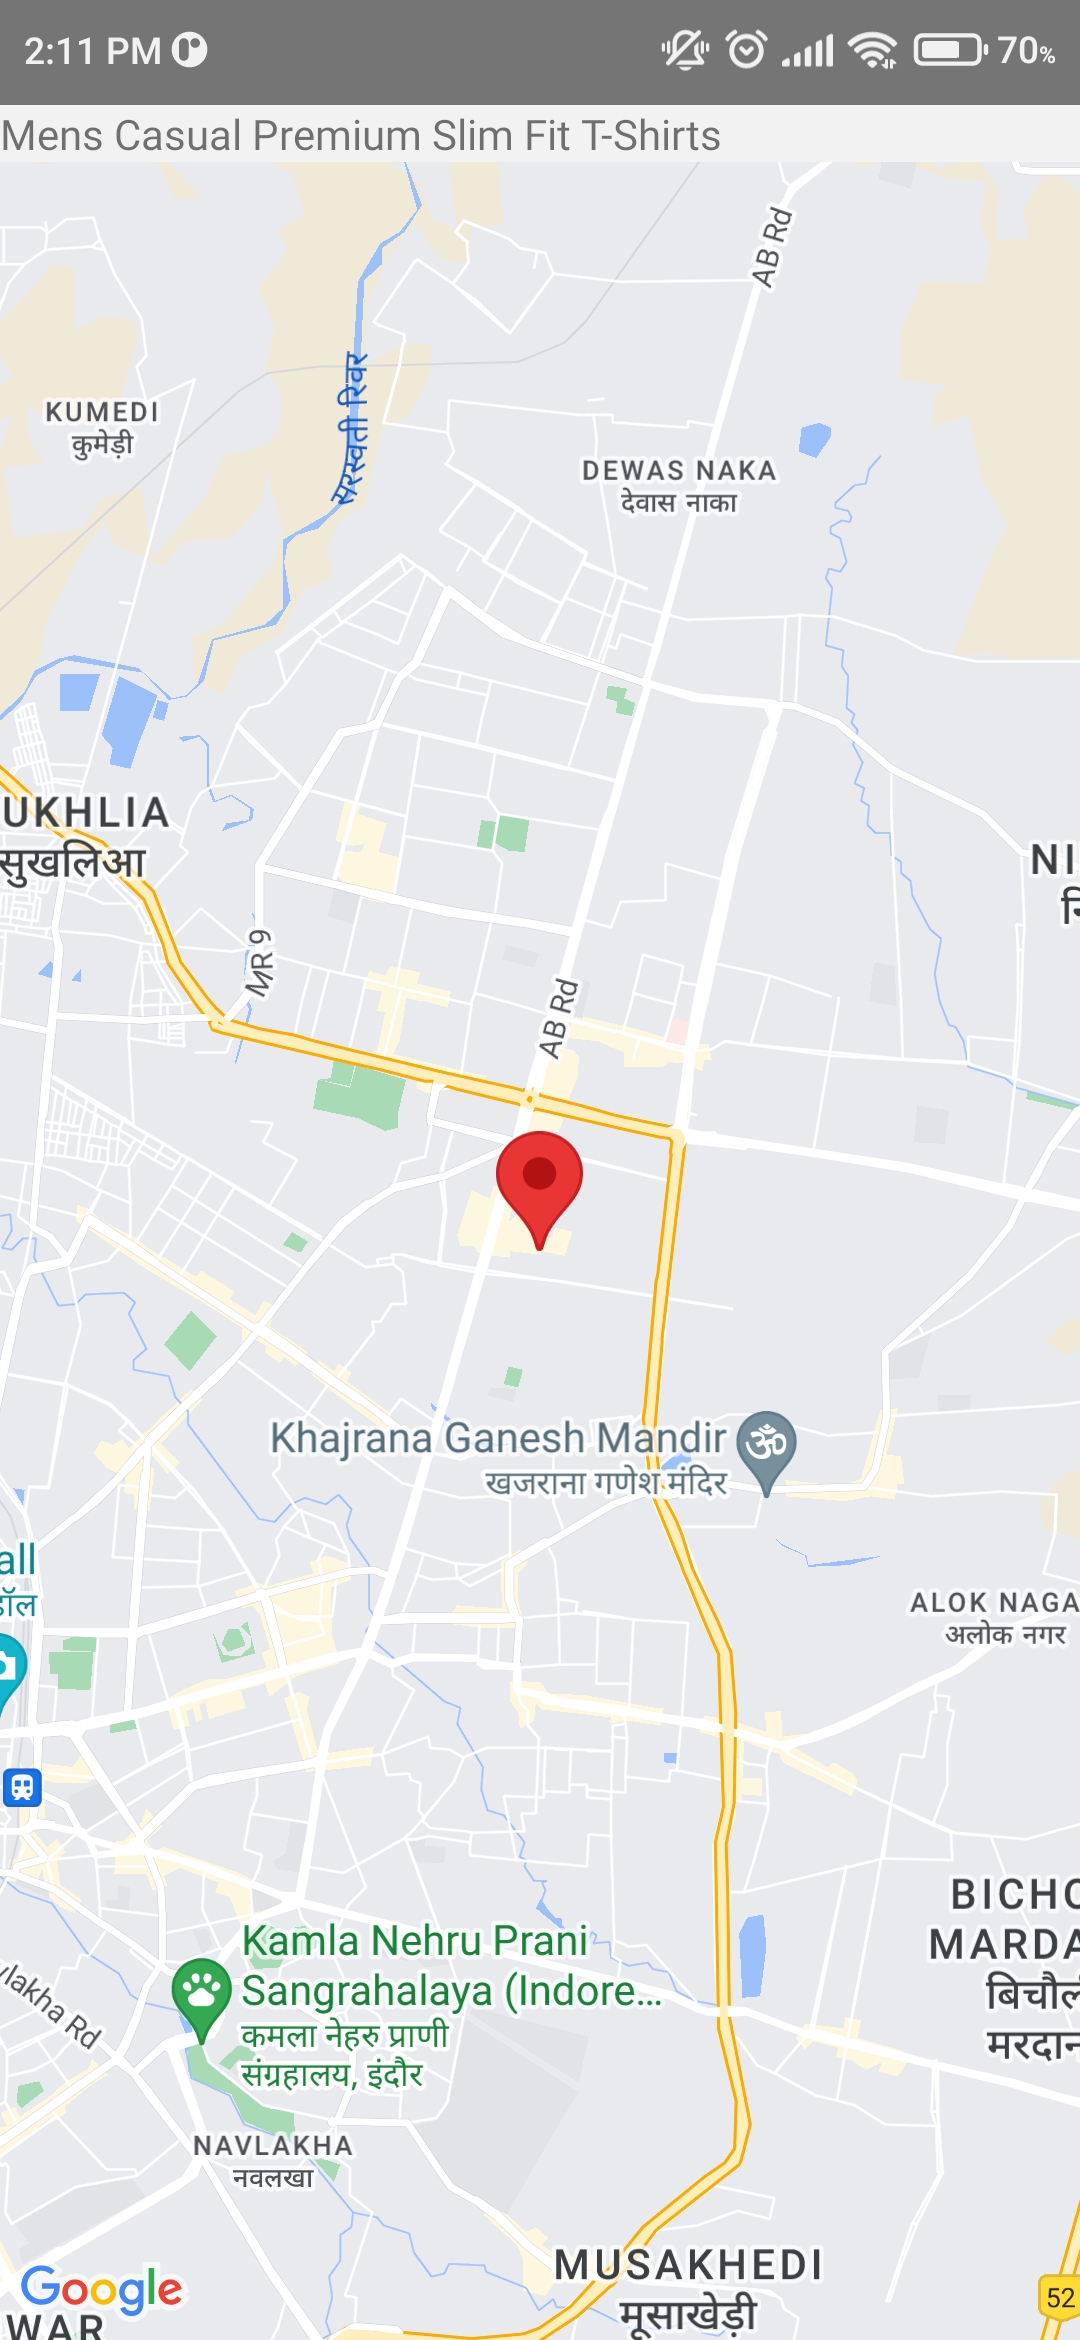 2:11 PM
70%
Mens Casual Premium Slim Fit T-Shirts
AB Rd
सरस्वती रिवर
KUMEDI
कुमेड़ी
DEWAS NAKA
देवास नाका
UKHLIA
सुखलिआ
NI
नि
MR 9
AB Rd
Khajrana Ganesh Mandir
खजराना गणेश मंदिर
all
ॉल
ALOK NAGA
अलोक नगर
BICHO
MARDA
बिचौल
मरदान
Kamla Nehru Prani
Sangrahalaya (Indore...
कमला नेहरु प्राणी
संग्रहालय, इंदौर
vlakha Rd
NAVLAKHA
नवलखा
MUSAKHEDI
मूसाखेड़ी
Google
52
WAR